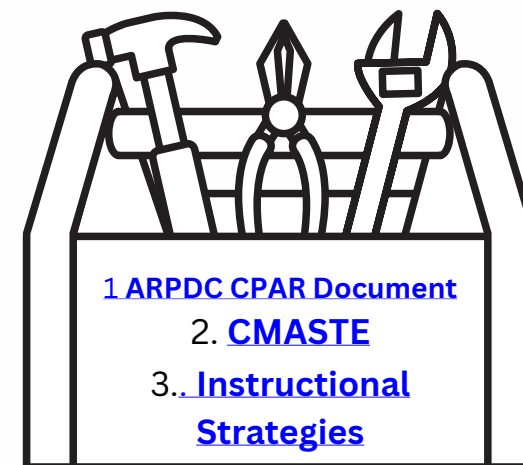 1 ARPDC CPAR Document
2. CMASTE
3.. Instructional
Strategies